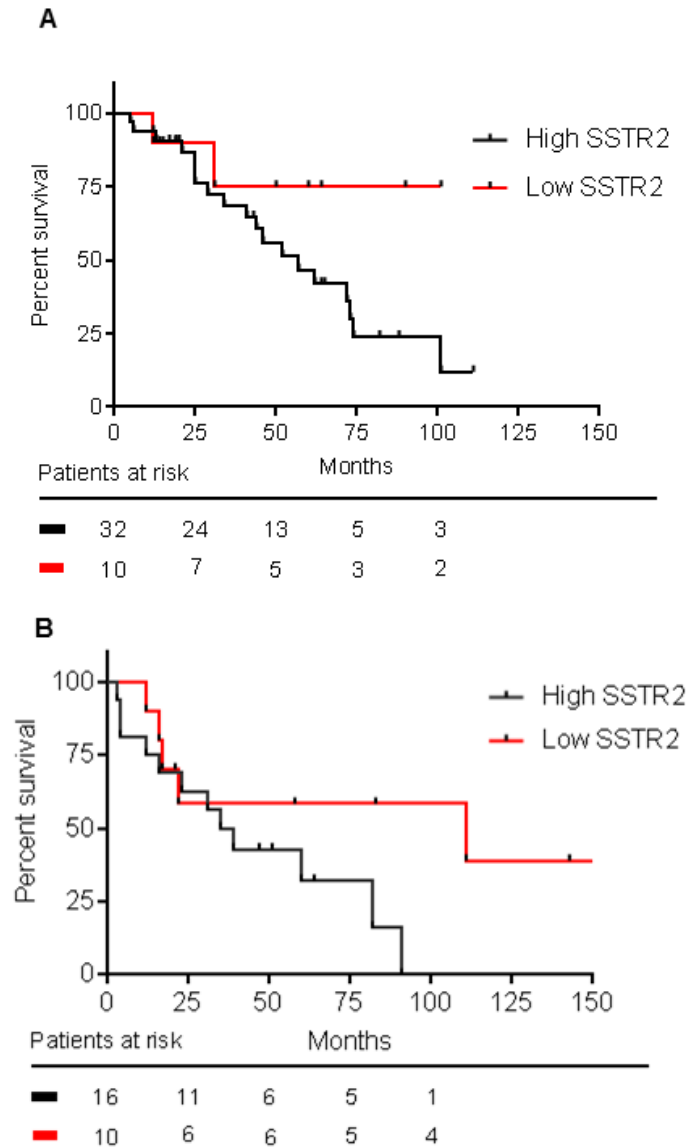 A
100
75
50
25
0
Percent survival
High SSTR2
Low SSTR2
0 25 50 75 100 125 150
Months
Patients at risk
32 24 13 5 3
10 7 5 3 2
B
100
75
50
25
0
Percent survival
High SSTR2
Low SSTR2
0 25 50 75 100 125 150
Months
Patients at risk
16 11 6 5 1
10 6 6 5 4